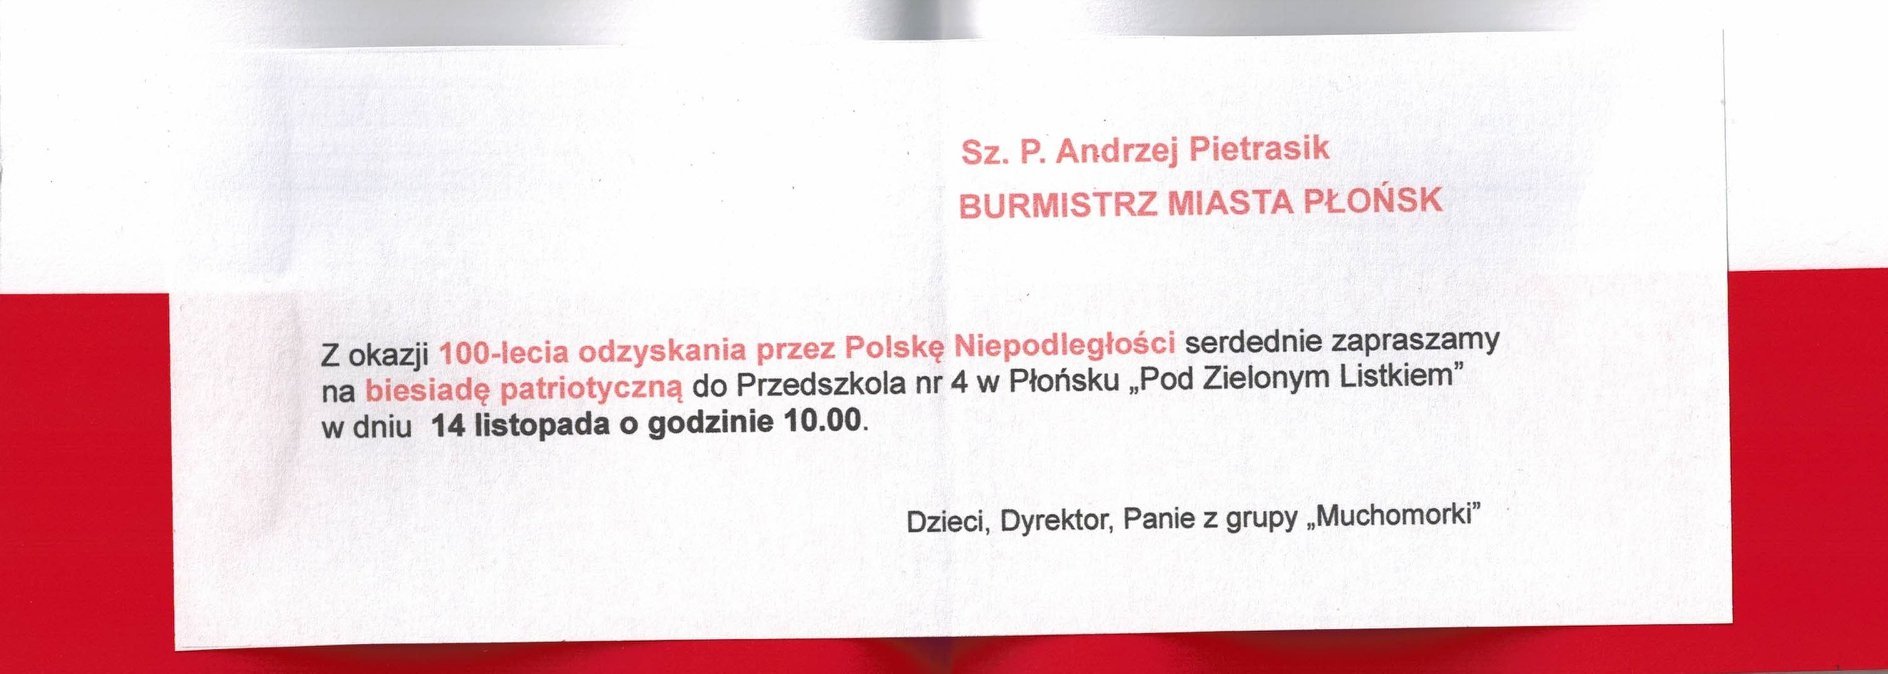 Sz. P. Andrzej Pietrasik
BURMISTRZ MIASTA PŁOŃSK
Z okazji 100-lecia odzyskania przez Polskę Niepodległości serdednie zapraszamy
na biesiadę patriotyczną do Przedszkola nr 4 w Płońsku „Pod Zielonym Listkiem”
w dniu 14 listopada o godzinie 10.00.
Dzieci, Dyrektor, Panie z grupy „Muchomorki”